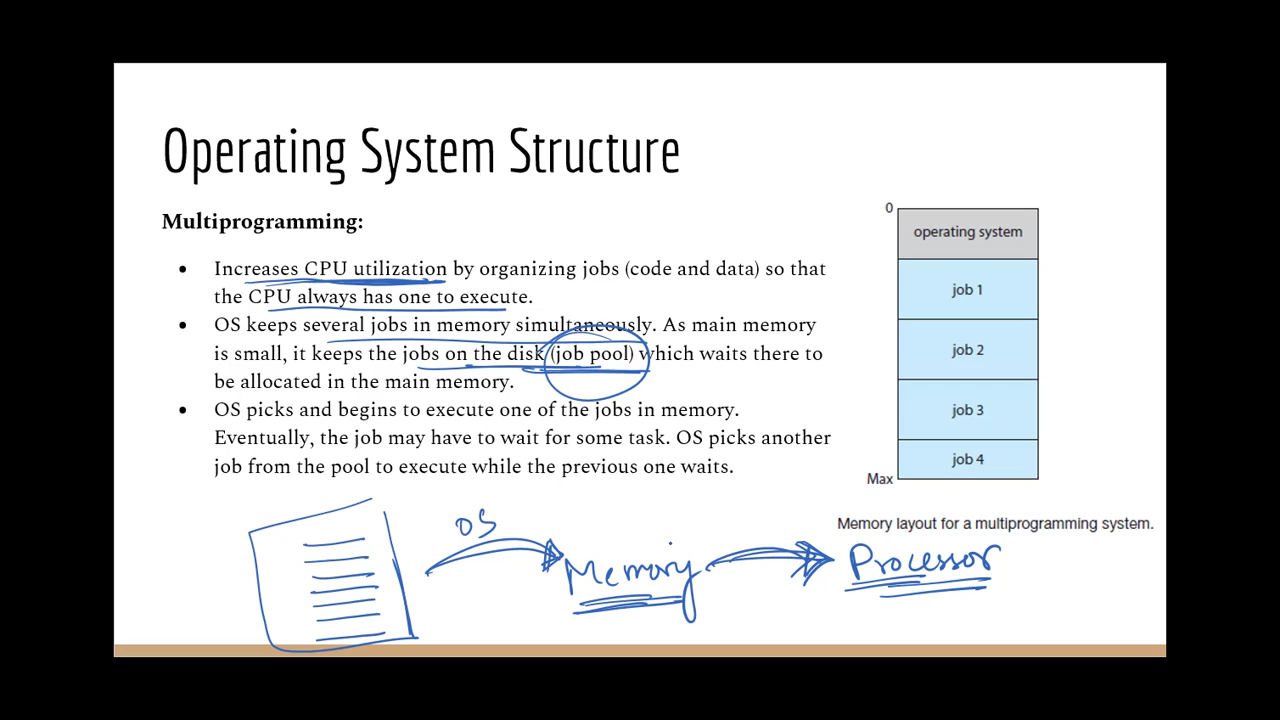 Operating System Structure
Multiprogramming:
• Increases CPU utilization by organizing jobs (code and data) so that
the CPU always has one to execute.
• OS keeps several jobs in memory simultaneously. As main memory
is small, it keeps the jobs on the disk (job pool) which waits there to
be allocated in the main memory.
• OS picks and begins to execute one of the jobs in memory.
Eventually, the job may have to wait for some task. OS picks another
job from the pool to execute while the previous one waits.
0
operating system
job 1
job 2
job 3
job 4
Max
Memory layout for a multiprogramming system.
OS
Memory
Processor